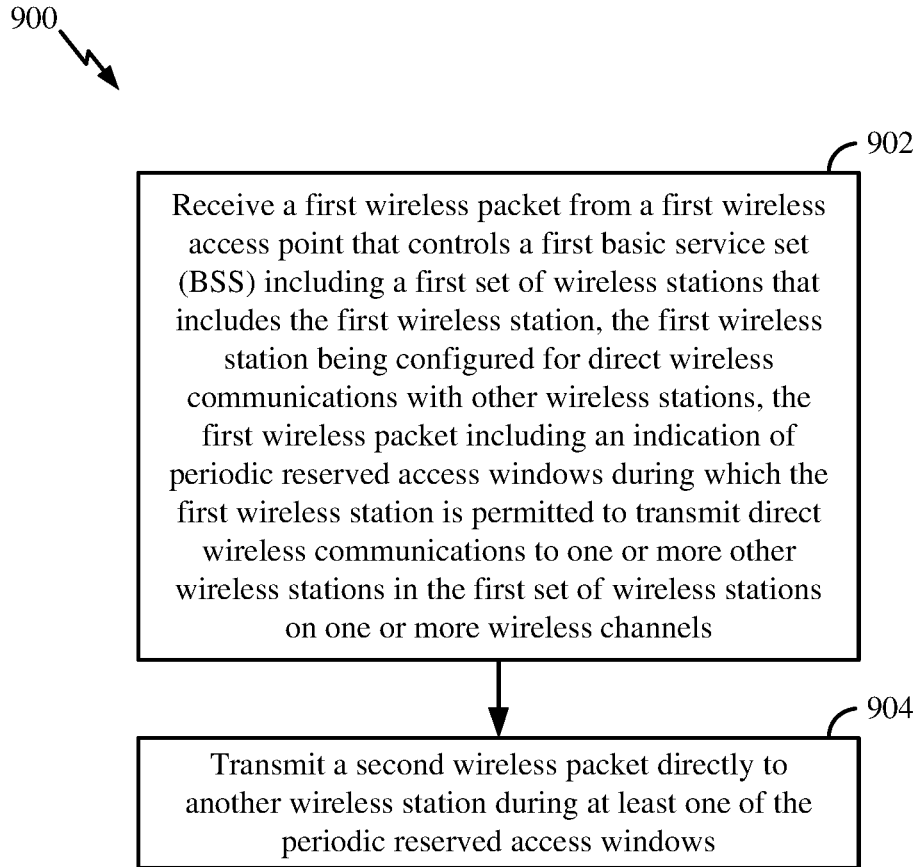 900
902
Receive a first wireless packet from a first wireless
access point that controls a first basic service set
(BSS) including a first set of wireless stations that
includes the first wireless station, the first wireless
station being configured for direct wireless
communications with other wireless stations, the
first wireless packet including an indication of
periodic reserved access windows during which the
first wireless station is permitted to transmit direct
wireless communications to one or more other
wireless stations in the first set of wireless stations
on one or more wireless channels
904
Transmit a second wireless packet directly to
another wireless station during at least one of the
periodic reserved access windows